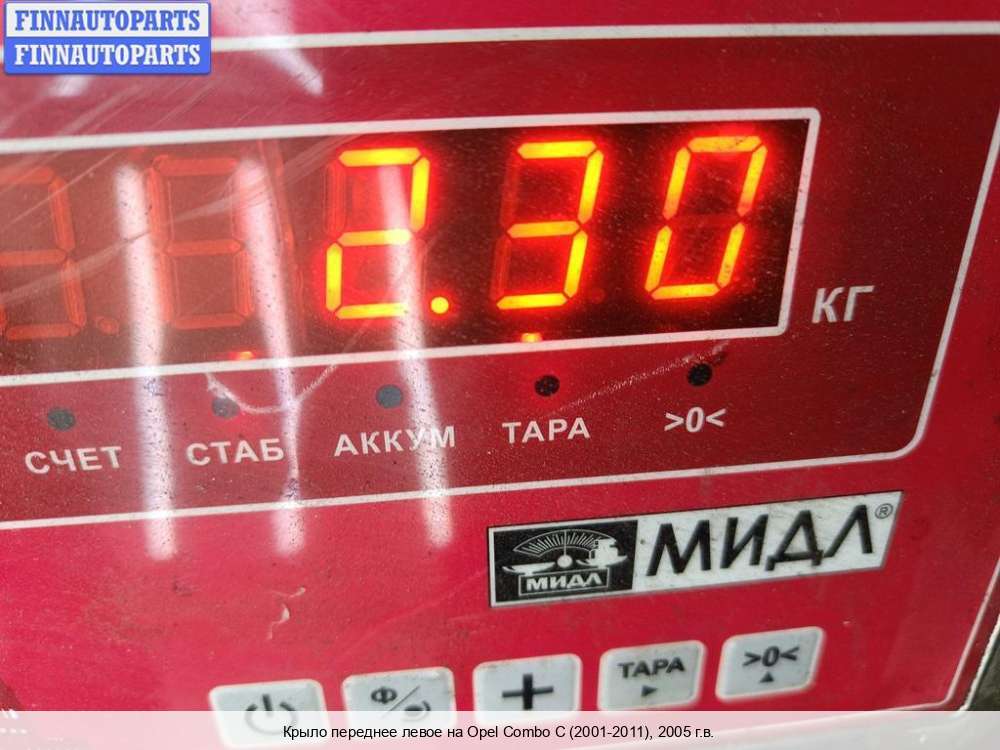 FINNAUTOPARTS
FINNAUTOPARTS
2.30
КГ
СЧЕТ СТАБ АККУМ ТАРА >0<
МИДЛ МИДЛ®
Ф/ + ТАРА >0<
Крыло переднее левое на Opel Combo C (2001-2011), 2005 г.в.